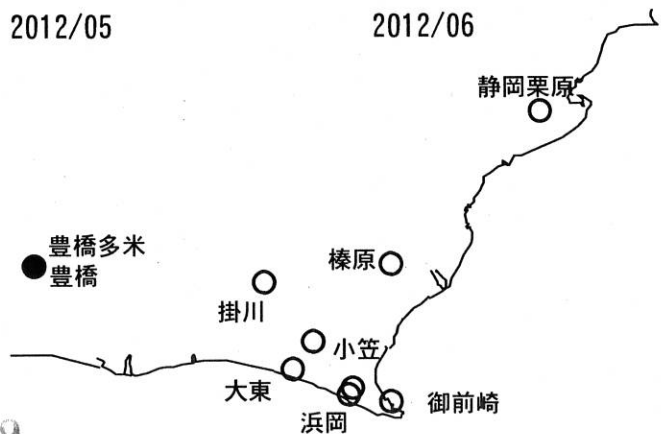 2012/05
2012/06
静岡栗原
豊橋多米
豊橋
榛原
掛川
小笠
大東
浜岡
御前崎